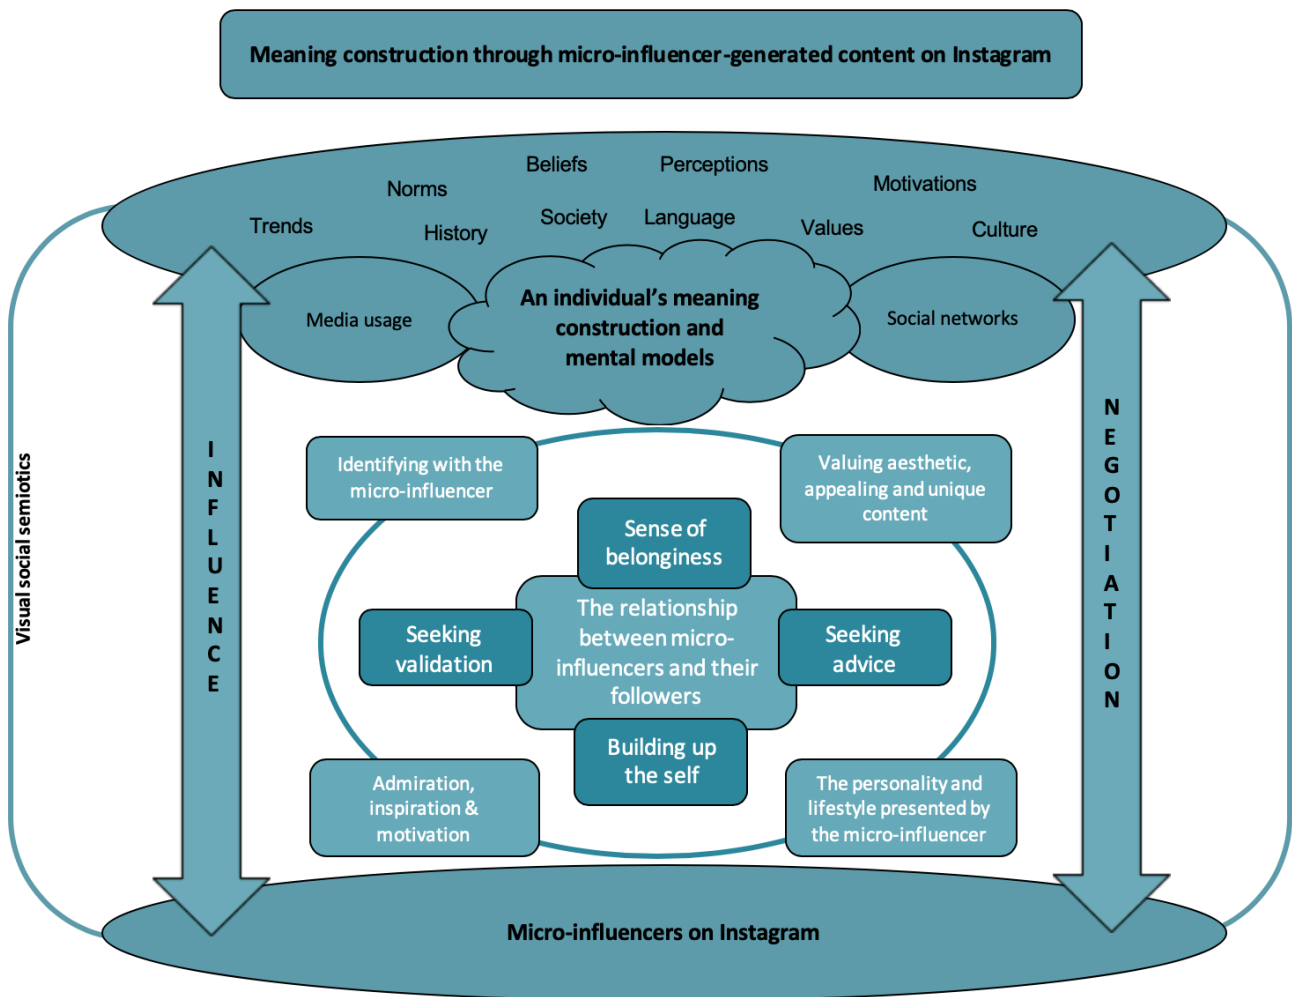 Meaning construction through micro-influencer-generated content on Instagram
Beliefs
Perceptions
Norms
Motivations
Trends
History
Society
Language
Values
Culture
Media usage
An individual's meaning
construction and
mental models
Social networks
Visual social semiotics
INFLUENCE
NEGOTIATION
Identifying with the
micro-influencer
Valuing aesthetic,
appealing and unique
content
Sense of
belonginess
Seeking
validation
The relationship
between micro-
influencers and their
followers
Seeking
advice
Building up
the self
Admiration,
inspiration &
motivation
The personality and
lifestyle presented by
the micro-influencer
Micro-influencers on Instagram